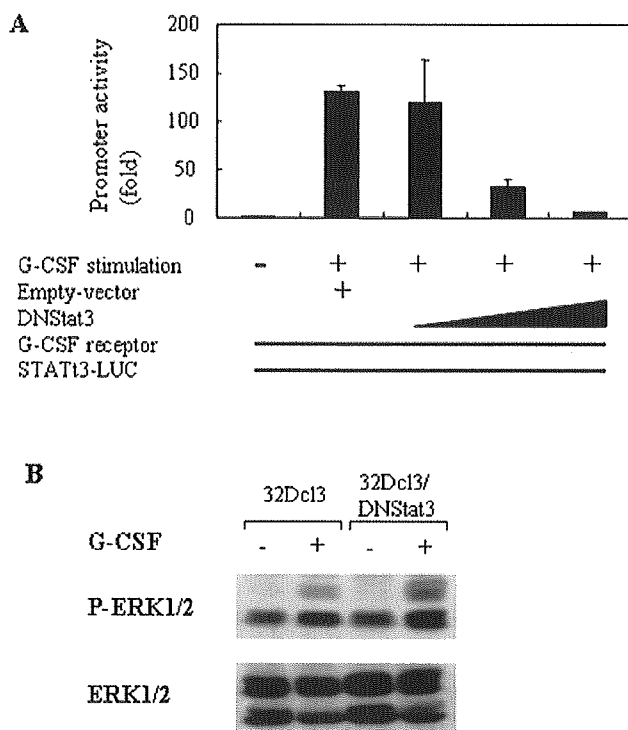 A
200
150
100
50
0
Promoter activity
(fold)
G-CSF stimulation - + + + +
Empty-vector +
DNStat3
G-CSF receptor
STATt3-LUC
B
32Dcl3 32Dcl3/
DNStat3
G-CSF - + - +
P-ERK1/2
ERK1/2